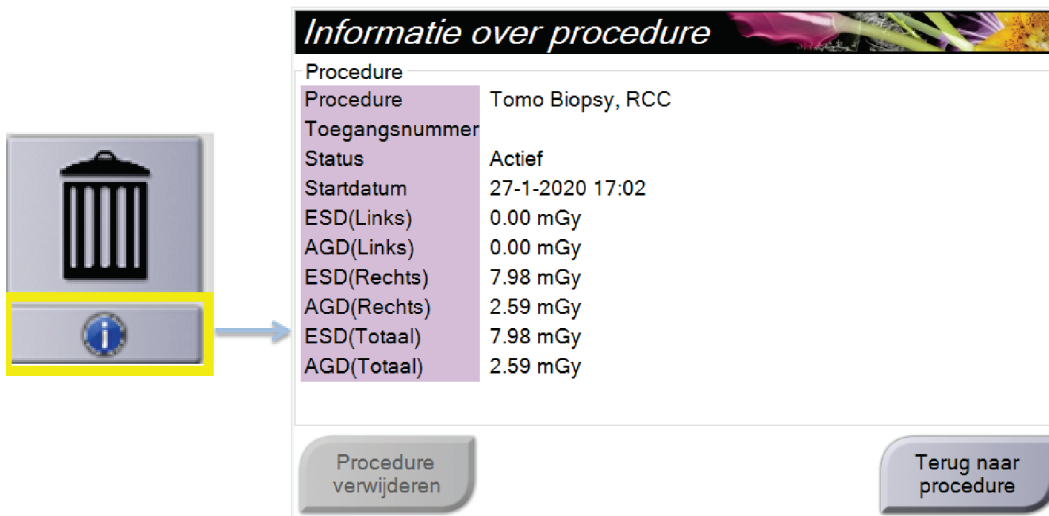 Informatie over procedure
Procedure
Procedure Tomo Biopsy, RCC
Toegangsnummer
Status Actief
Startdatum 27-1-2020 17:02
ESD(Links) 0.00 mGy
AGD(Links) 0.00 mGy
ESD(Rechts) 7.98 mGy
AGD(Rechts) 2.59 mGy
ESD(Totaal) 7.98 mGy
AGD(Totaal) 2.59 mGy
Procedure
verwijderen
Terug naar
procedure